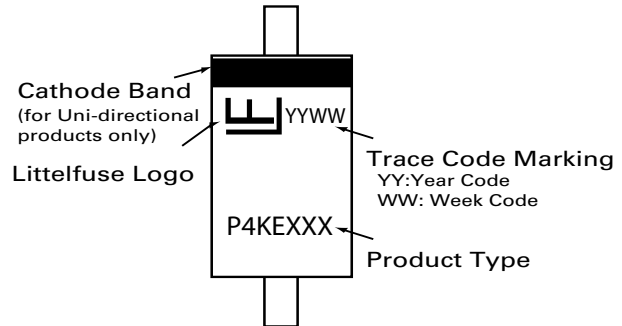 Cathode Band
(for Uni-directional
products only)
Littelfuse Logo
YYWW
Trace Code Marking
YY:Year Code
WW: Week Code
P4KEXXX
Product Type